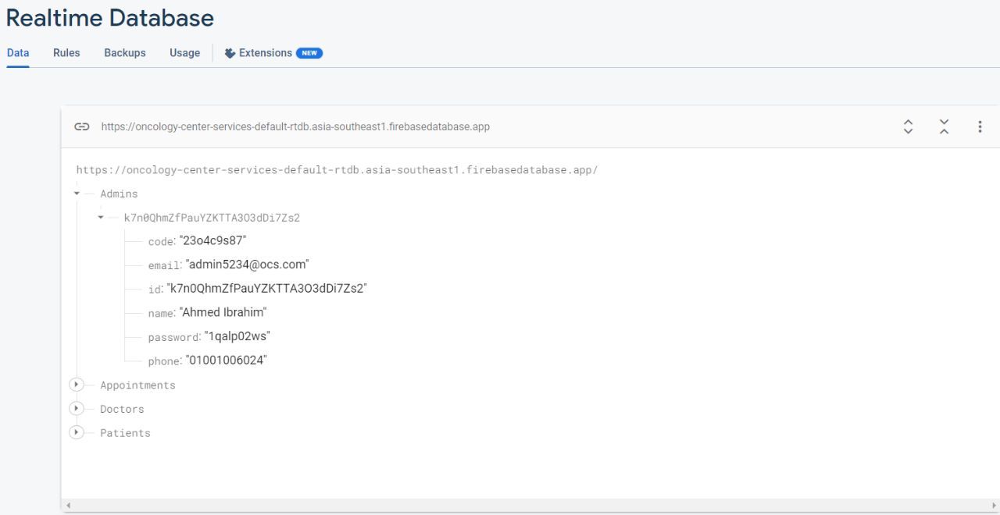 Realtime Database
Data Rules Backups Usage Extensions NEW
https://oncology-center-services-default-rtdb.asia-southeast1.firebasedatabase.app
https://oncology-center-services-default-rtdb.asia-southeast1.firebasedatabase.app/
Admins
k7n0QhmZfPauYZKTTA3O3dDi7Zs2
code: "23o4c9s87"
email: "admin5234@ocs.com"
id: "k7n0QhmZfPauYZKTTA3O3dDi7Zs2"
name: "Ahmed Ibrahim"
password: "1qalp02ws"
phone: "01001006024"
Appointments
Doctors
Patients